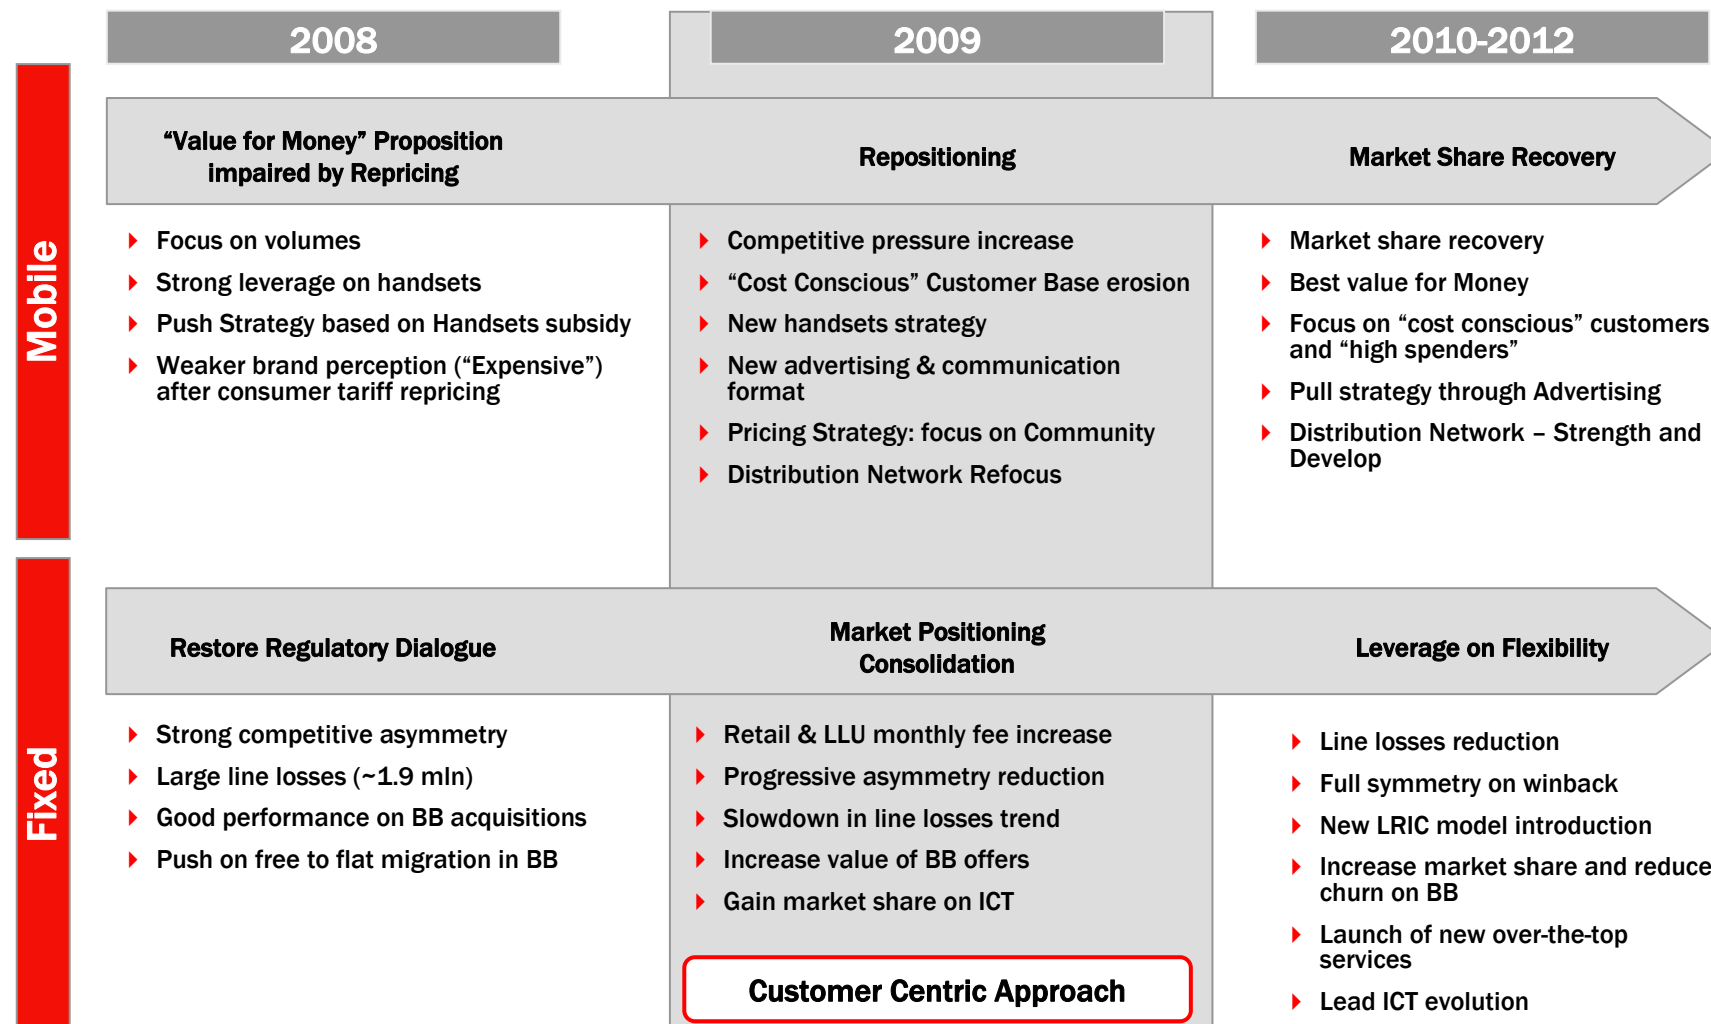 2008
2009
2010-2012
Mobile
“Value for Money” Proposition
impaired by Repricing
Repositioning
Market Share Recovery
Focus on volumes
Strong leverage on handsets
Push Strategy based on Handsets subsidy
Weaker brand perception (“Expensive”)
after consumer tariff repricing
Competitive pressure increase
“Cost Conscious” Customer Base erosion
New handsets strategy
New advertising & communication
format
Pricing Strategy: focus on Community
Distribution Network Refocus
Market share recovery
Best value for Money
Focus on “cost conscious” customers
and “high spenders”
Pull strategy through Advertising
Distribution Network – Strength and
Develop
Fixed
Restore Regulatory Dialogue
Market Positioning
Consolidation
Leverage on Flexibility
Strong competitive asymmetry
Large line losses (~1.9 mln)
Good performance on BB acquisitions
Push on free to flat migration in BB
Retail & LLU monthly fee increase
Progressive asymmetry reduction
Slowdown in line losses trend
Increase value of BB offers
Gain market share on ICT
Customer Centric Approach
Line losses reduction
Full symmetry on winback
New LRIC model introduction
Increase market share and reduce
churn on BB
Launch of new over-the-top
services
Lead ICT evolution